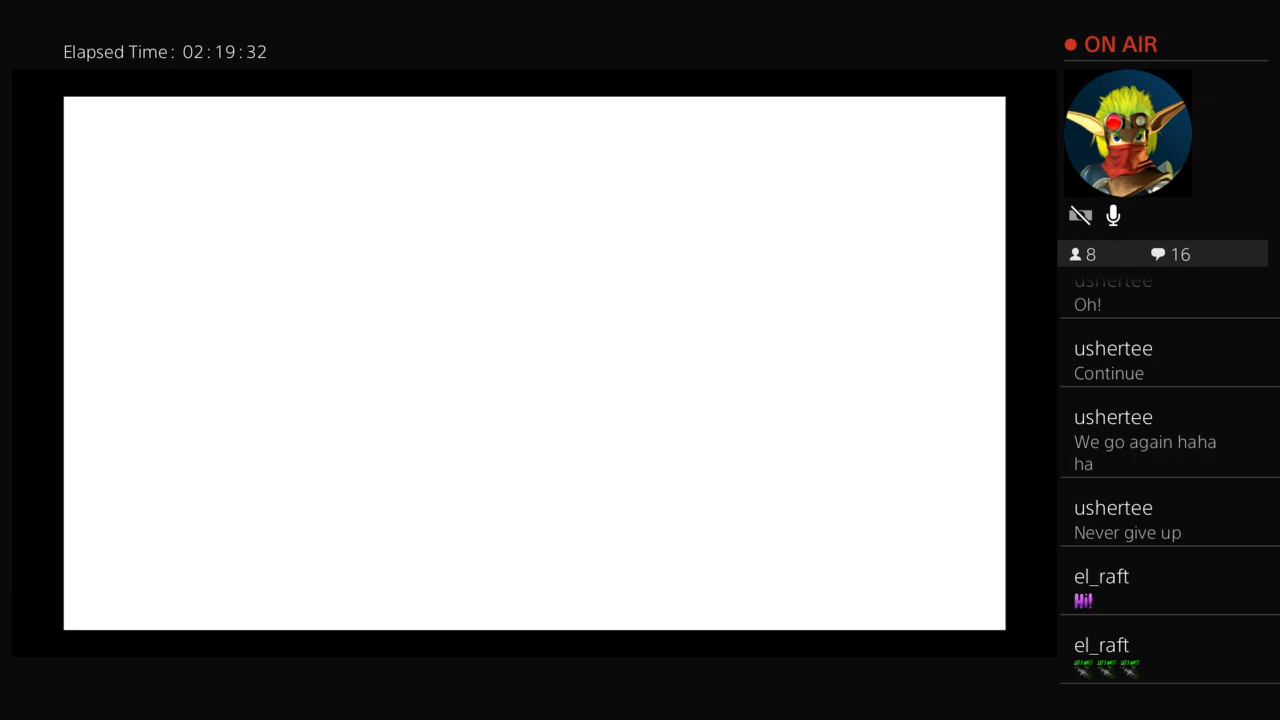 Elapsed Time: 02:19:32
ON AIR
8 16
ushertee
Oh!
ushertee
Continue
ushertee
We go again haha
ha
ushertee
Never give up
el_raft
Hi!
el_raft